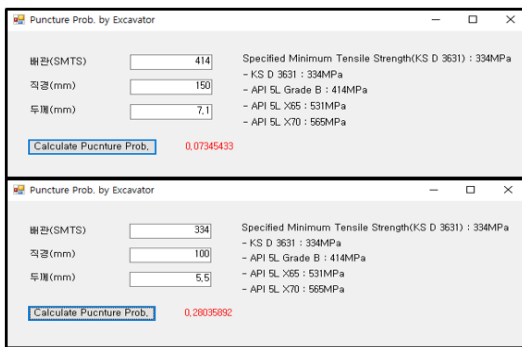 Puncture Prob. by Excavator
배관(SMTS) 414 Specified Minimum Tensile Strength(KS D 3631) : 334MPa
- KS D 3631 : 334MPa
직경(mm) 150 - API 5L Grade B : 414MPa
- API 5L X65 : 531MPa
두께(mm) 7,1 - API 5L X70 : 565MPa
Calculate Pucnture Prob, 0,07345433
Puncture Prob. by Excavator
배관(SMTS) 334 Specified Minimum Tensile Strength(KS D 3631) : 334MPa
- KS D 3631 : 334MPa
직경(mm) 100 - API 5L Grade B : 414MPa
- API 5L X65 : 531MPa
두께(mm) 5,5 - API 5L X70 : 565MPa
Calculate Pucnture Prob, 0,28035892